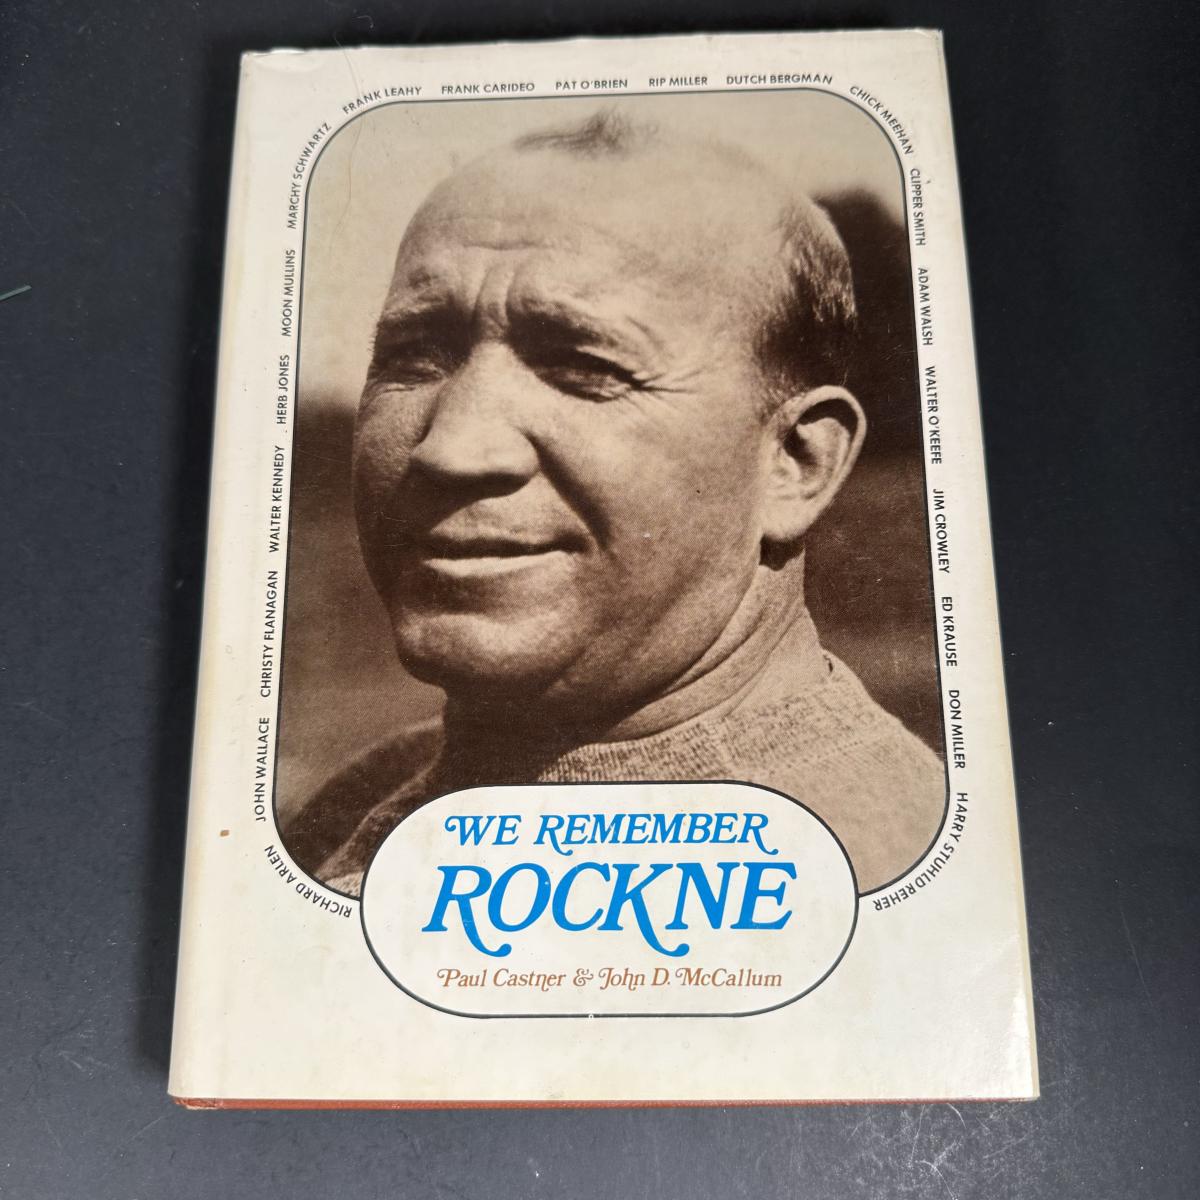 RICHARD ARLEN
JOHN WALLACE
CHRISTY FLANAGAN
WALTER KENNEDY
HERB JONES
MOON MULLINS
MARCHY SCHWARTZ
FRANK LEAHY
FRANK CARIDEO
PAT O'BRIEN
RIP MILLER
DUTCH BERGMAN
CHICK MEEHAN
CLIPPER SMITH
ADAM WALSH
WALTER O'KEEFE
JIM CROWLEY
ED KRAUSE
DON MILLER
HARRY STUHLDREHER
WE REMEMBER
ROCKNE
Paul Castner & John D. McCallum